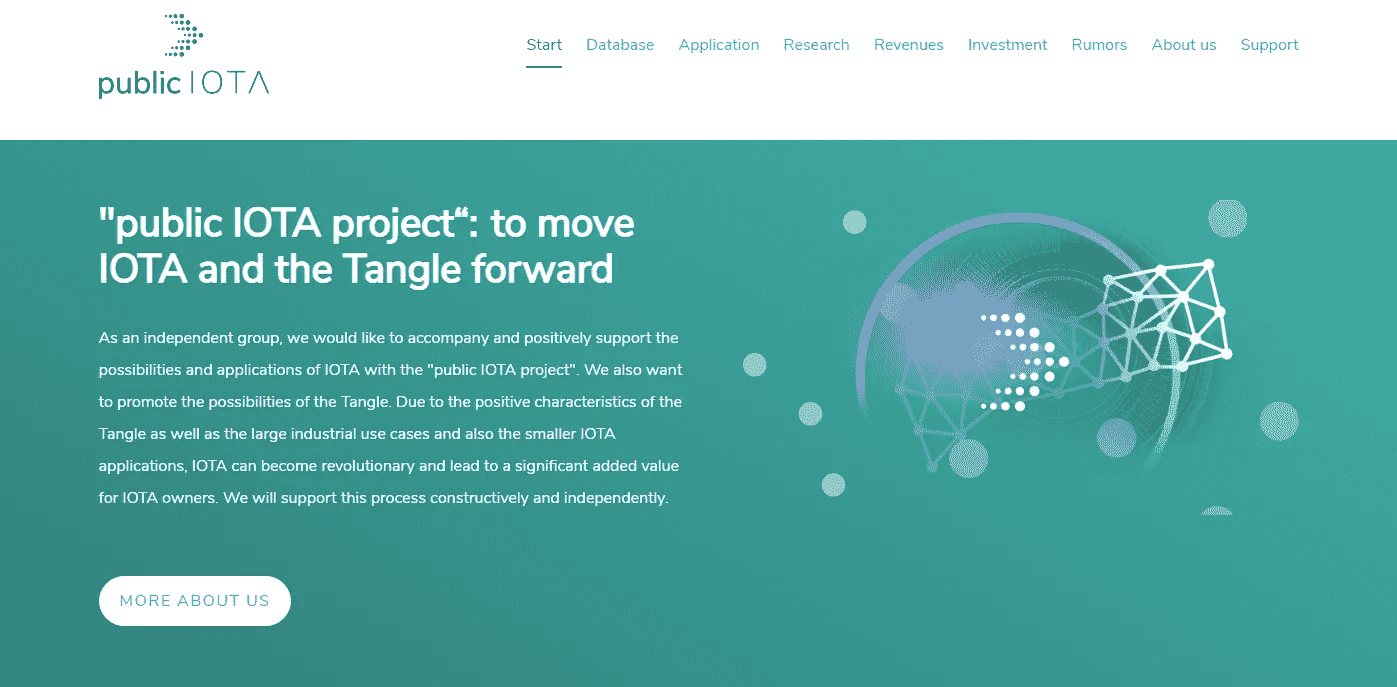 public IOTA
Start Database Application Research Revenues Investment Rumors About us Support
"public IOTA project“: to move
IOTA and the Tangle forward
As an independent group, we would like to accompany and positively support the
possibilities and applications of IOTA with the "public IOTA project". We also want
to promote the possibilities of the Tangle. Due to the positive characteristics of the
Tangle as well as the large industrial use cases and also the smaller IOTA
applications, IOTA can become revolutionary and lead to a significant added value
for IOTA owners. We will support this process constructively and independently.
MORE ABOUT US